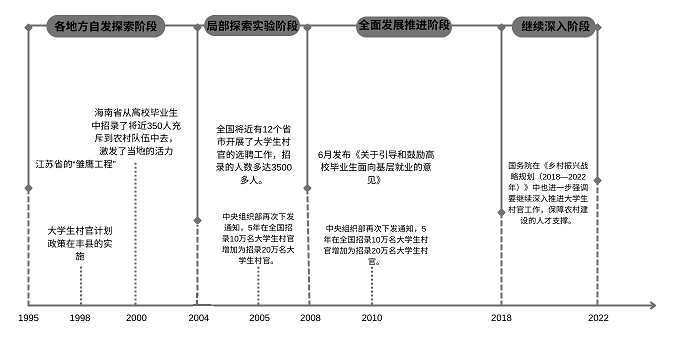 各地方自发探索阶段
局部探索实验阶段
全面发展推进阶段
继续深入阶段
海南省从高校毕业生
中招录了将近350人充
斥到农村队伍中去，
激发了当地的活力
江苏省的“雏鹰工程”
大学生村官计划
政策在丰县的实
施
全国将近有12个省
市开展了大学生村
官的选聘工作，招
录的人数多达3500
多人。
中央组织部再次下发
通知，5年在全国招
录10万名大学生村官
增加为招录20万名大
学生村官。
6月发布《关于引导和鼓励高
校毕业生面向基层就业的意
见》
中央组织部再次下发通知，5
年在全国招录10万名大学生村
官增加为招录20万名大学生村
官。
国务院在《乡村振兴战
略规划（2018—2022
年）》中也进一步强调
要继续深入推进大学生
村官工作，保障农村建
设的人才支撑。
1995 1998 2000 2004 2005 2008 2010 2018 2022